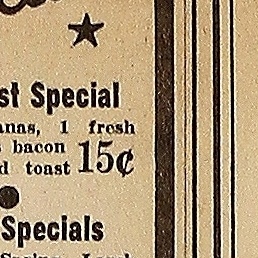 st Special
anas, 1 fresh
bacon
d toast 15¢
Specials